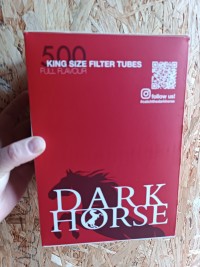 500
KING SIZE FILTER TUBES
FULL FLAVOUR
follow us!
DARK
HORSE